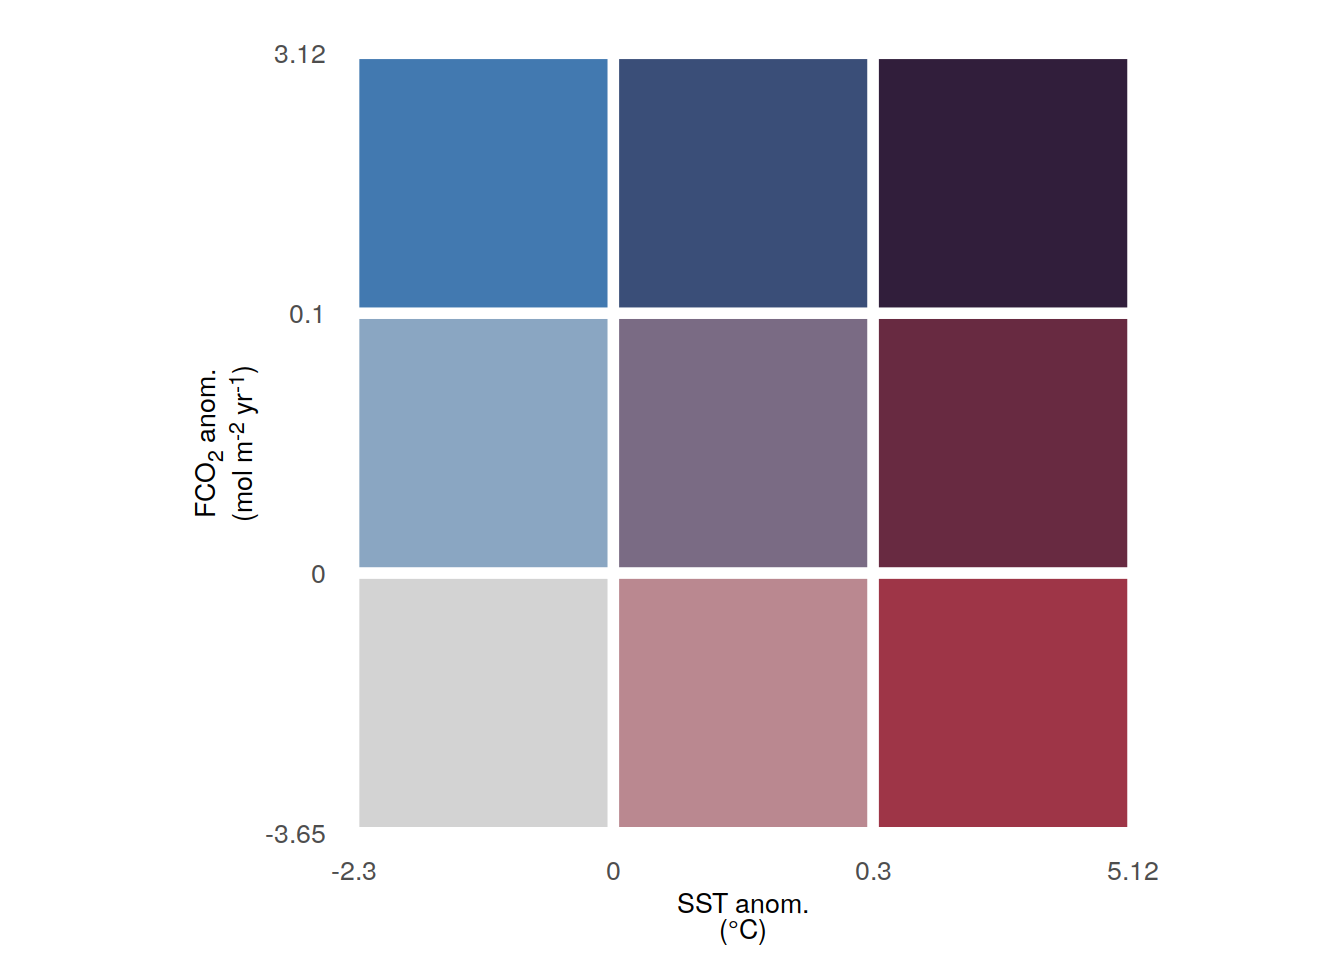 3.12
0.1
0
-3.65
FCO₂ anom.
(mol m⁻² yr⁻¹)
-2.3 0 0.3 5.12
SST anom.
(°C)